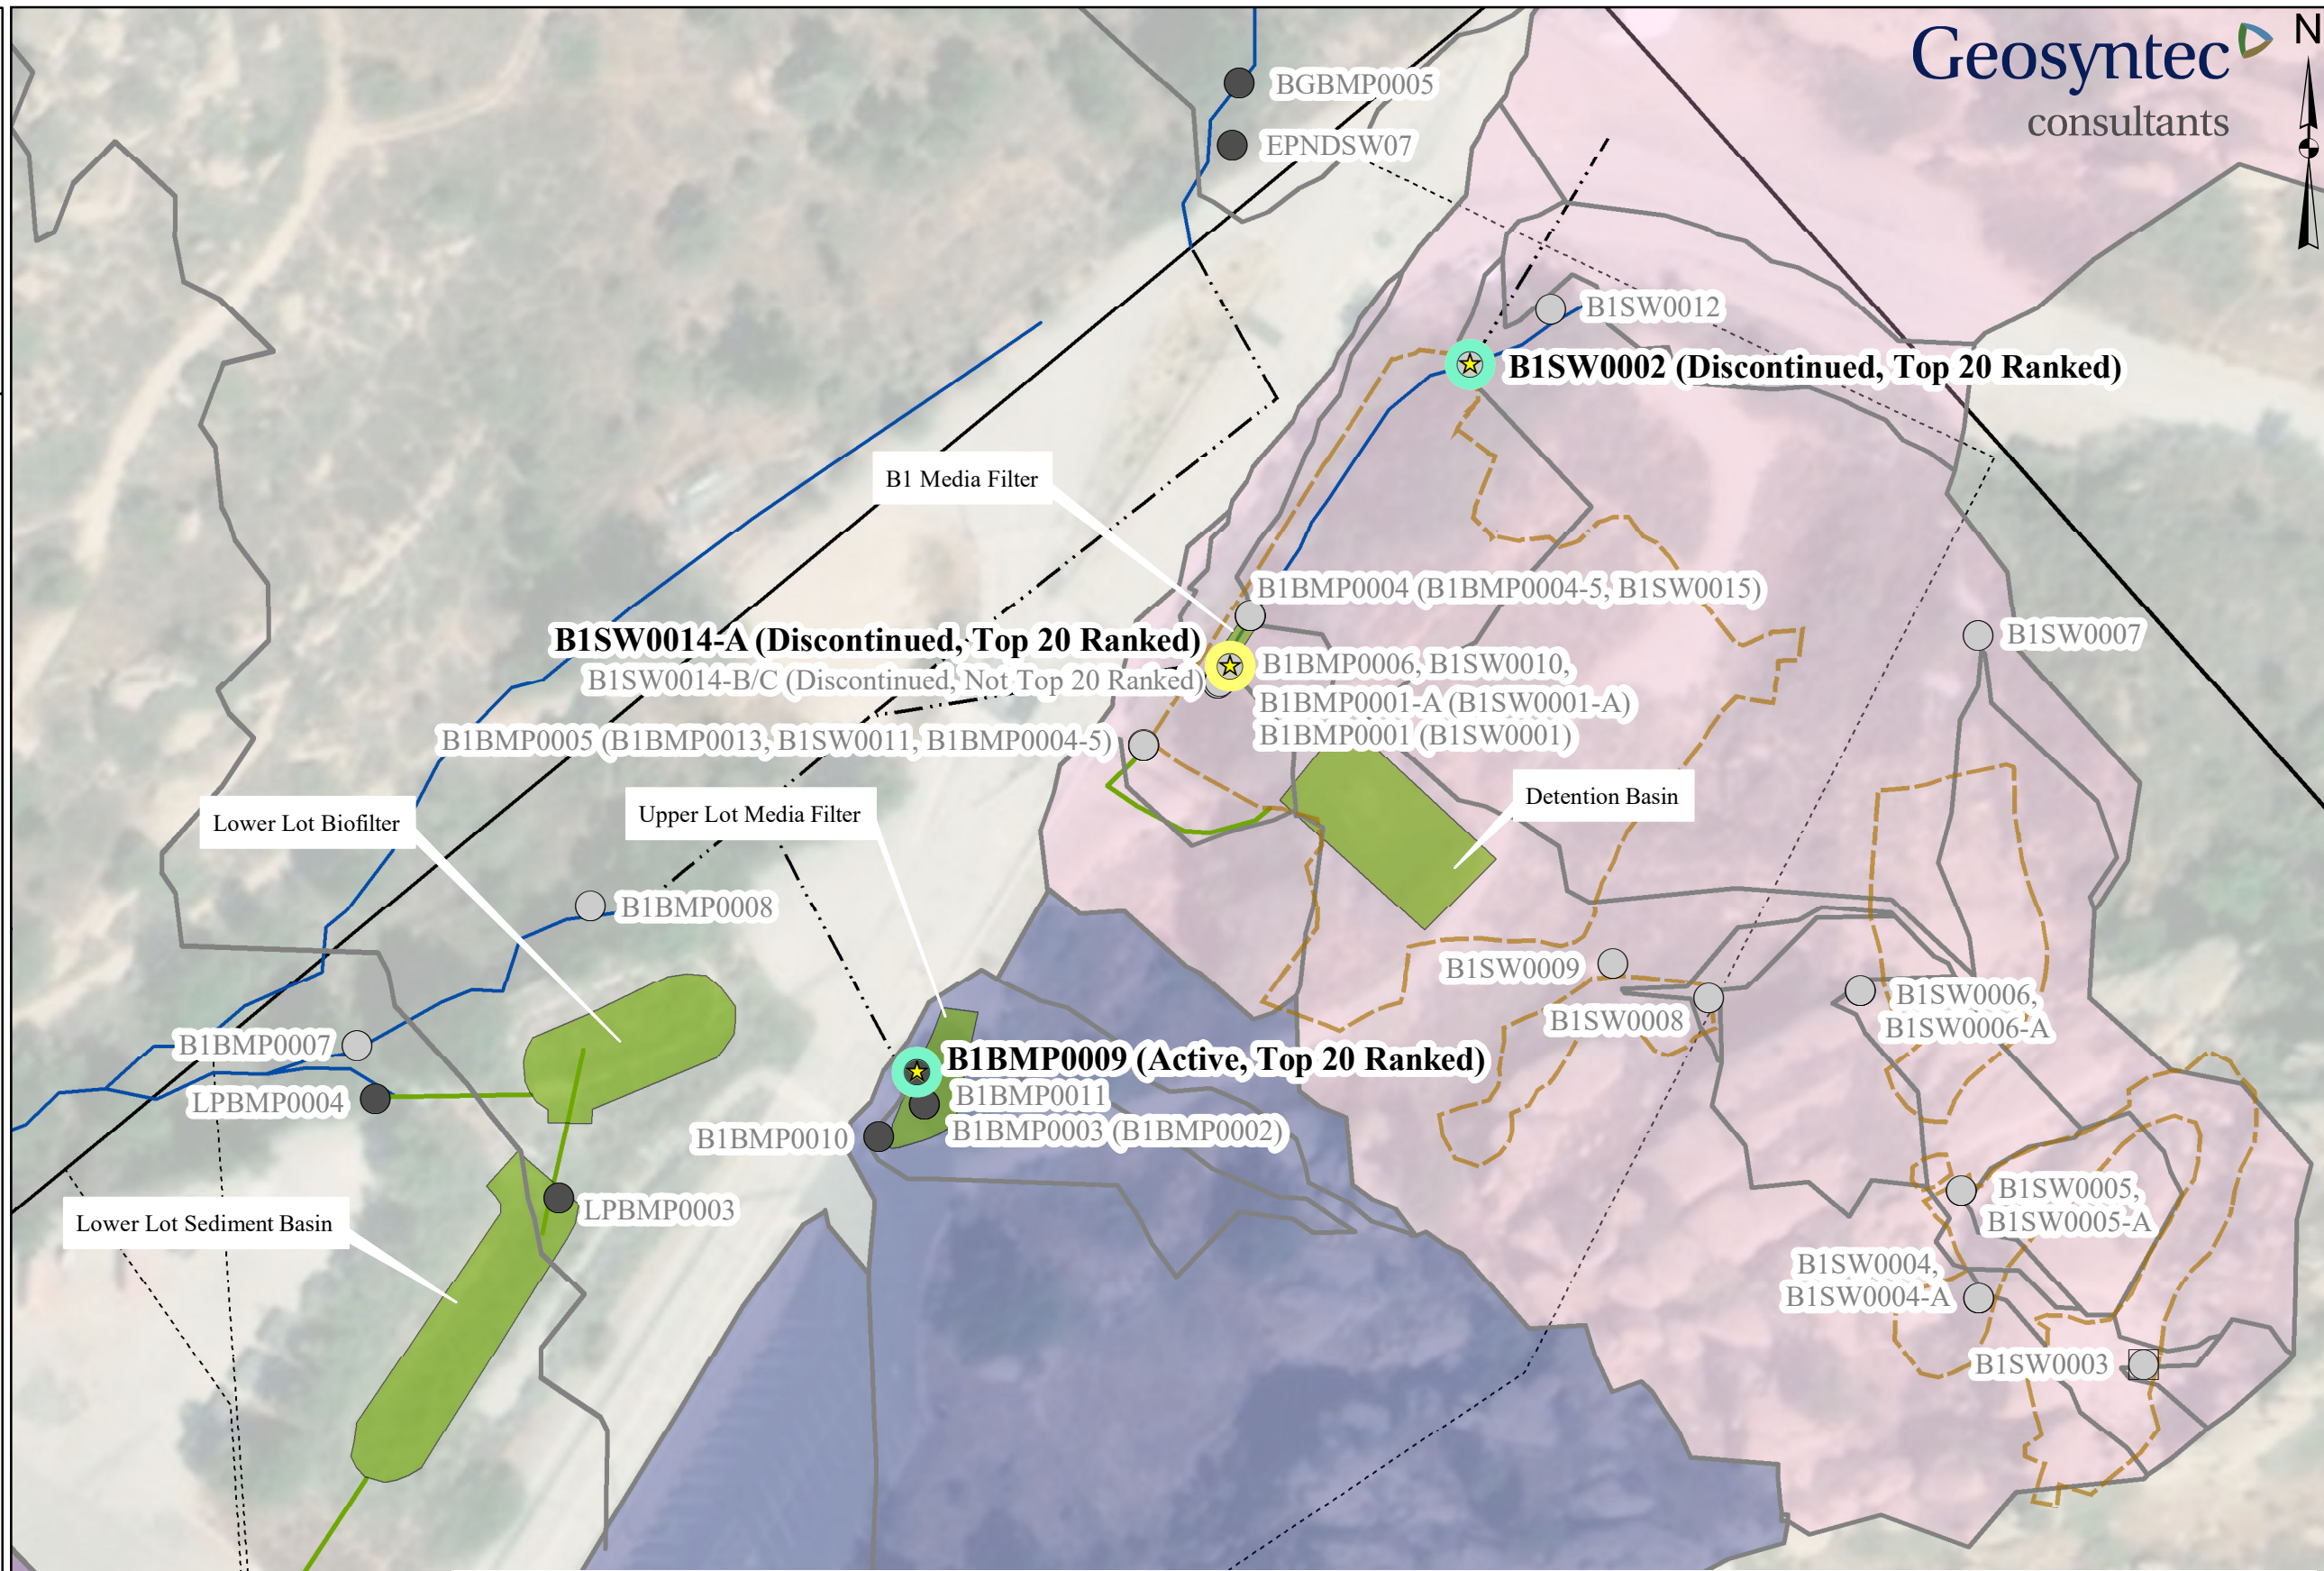 Geosyntec
consultants
N
BGBMP0005
EPNDSW07
B1SW0012
B1SW0002 (Discontinued, Top 20 Ranked)
B1 Media Filter
B1BMP0004 (B1BMP0004-5, B1SW0015)
B1SW0014-A (Discontinued, Top 20 Ranked)
B1SW0014-B/C (Discontinued, Not Top 20 Ranked)
B1BMP0006, B1SW0010,
B1BMP0001-A (B1SW0001-A)
B1BMP0001 (B1SW0001)
B1SW0007
B1BMP0005 (B1BMP0013, B1SW0011, B1BMP0004-5)
Detention Basin
Lower Lot Biofilter
Upper Lot Media Filter
B1BMP0008
B1SW0009
B1SW0008
B1SW0006,
B1SW0006-A
B1BMP0007
LPBMP0004
B1BMP0009 (Active, Top 20 Ranked)
B1BMP0011
B1BMP0003 (B1BMP0002)
B1BMP0010
LPBMP0003
Lower Lot Sediment Basin
B1SW0005,
B1SW0005-A
B1SW0004,
B1SW0004-A
B1SW0003